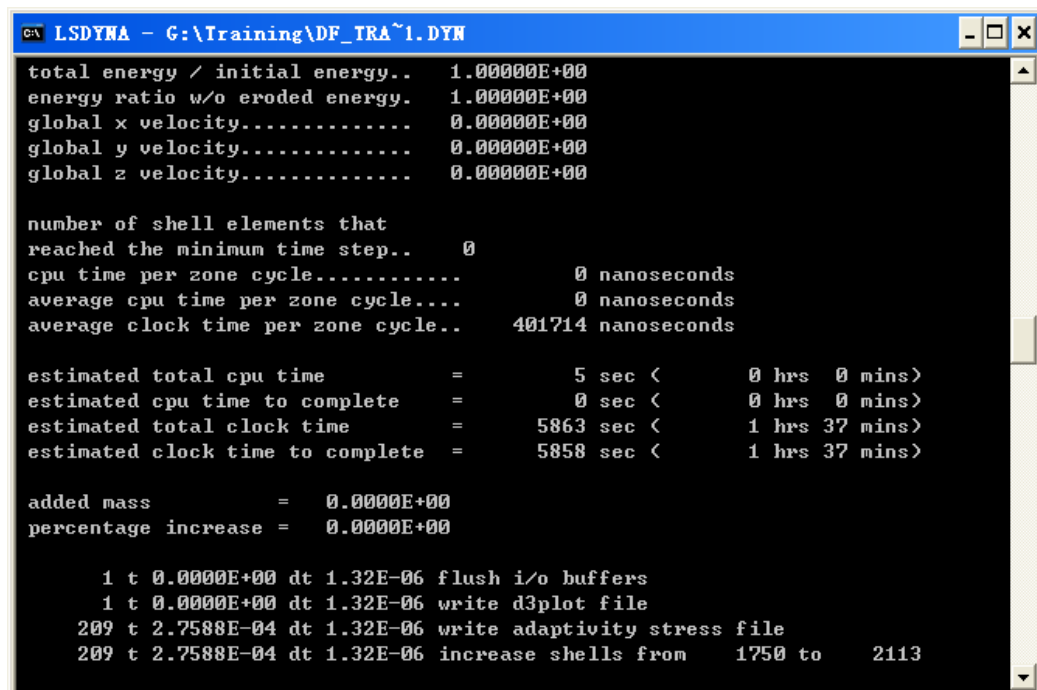 LSDYNA - G:\Training\DF_TRA~1.DYN
total energy / initial energy.. 1.00000E+00
energy ratio w/o eroded energy. 1.00000E+00
global x velocity.............. 0.00000E+00
global y velocity.............. 0.00000E+00
global z velocity.............. 0.00000E+00
number of shell elements that
reached the minimum time step.. 0
cpu time per zone cycle............ 0 nanoseconds
average cpu time per zone cycle.... 0 nanoseconds
average clock time per zone cycle.. 401714 nanoseconds
estimated total cpu time = 5 sec ( 0 hrs 0 mins)
estimated cpu time to complete = 0 sec ( 0 hrs 0 mins)
estimated total clock time = 5863 sec ( 1 hrs 37 mins)
estimated clock time to complete = 5858 sec ( 1 hrs 37 mins)
added mass = 0.0000E+00
percentage increase = 0.0000E+00
1 t 0.0000E+00 dt 1.32E-06 flush i/o buffers
1 t 0.0000E+00 dt 1.32E-06 write d3plot file
209 t 2.7588E-04 dt 1.32E-06 write adaptivity stress file
209 t 2.7588E-04 dt 1.32E-06 increase shells from 1750 to 2113